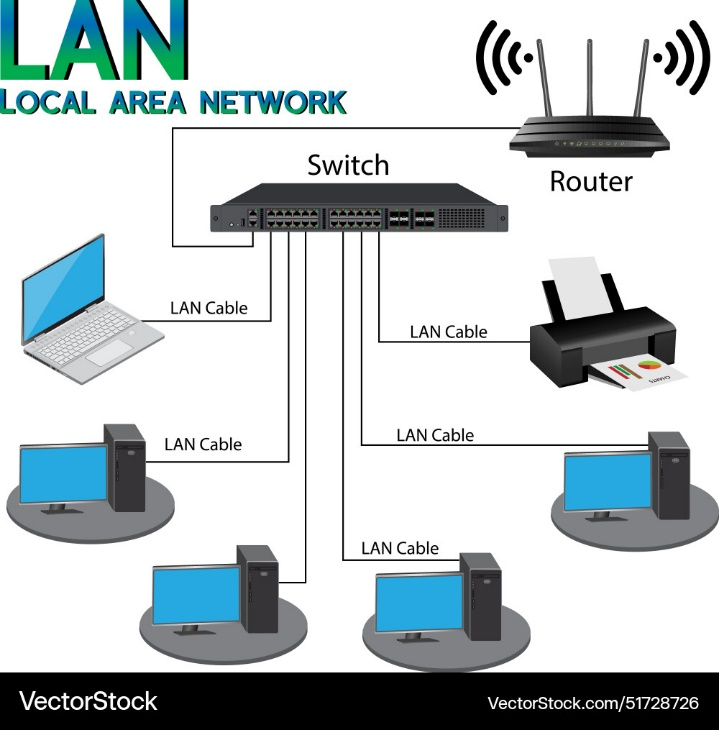 LAN
LOCAL AREA NETWORK
Switch
Router
LAN Cable
LAN Cable
LAN Cable
LAN Cable
LAN Cable
CHARTS
VectorStock
VectorStock.com/51728726